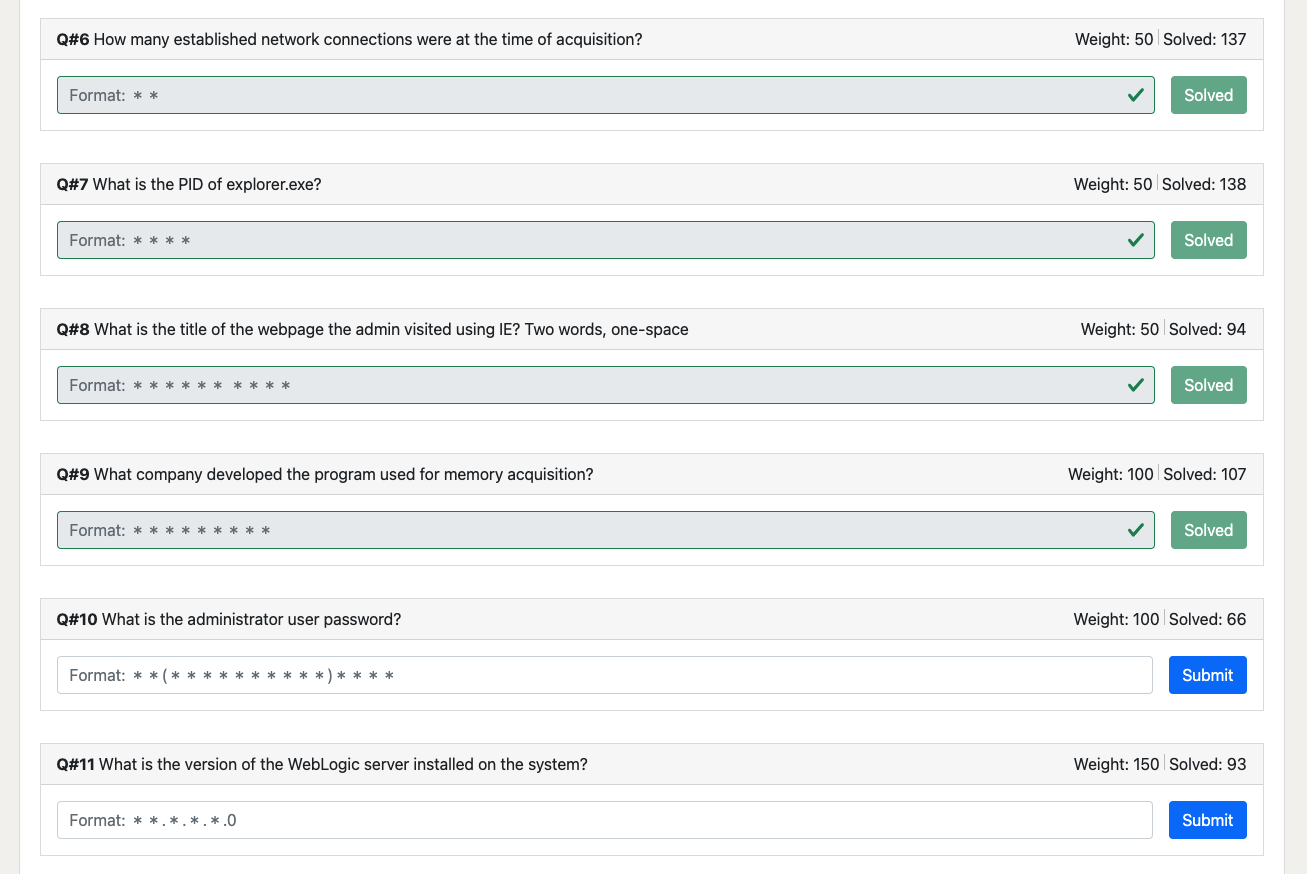 Q#6 How many established network connections were at the time of acquisition? Weight: 50 Solved: 137
Format: * * Solved
Q#7 What is the PID of explorer.exe? Weight: 50 Solved: 138
Format: * * * * Solved
Q#8 What is the title of the webpage the admin visited using IE? Two words, one-space Weight: 50 Solved: 94
Format: * * * * * *  * * * * Solved
Q#9 What company developed the program used for memory acquisition? Weight: 100 Solved: 107
Format: * * * * * * * * * Solved
Q#10 What is the administrator user password? Weight: 100 Solved: 66
Format: * *(* * * * * * * * * *)* * * * Submit
Q#11 What is the version of the WebLogic server installed on the system? Weight: 150 Solved: 93
Format: * *.*.*.*.0 Submit